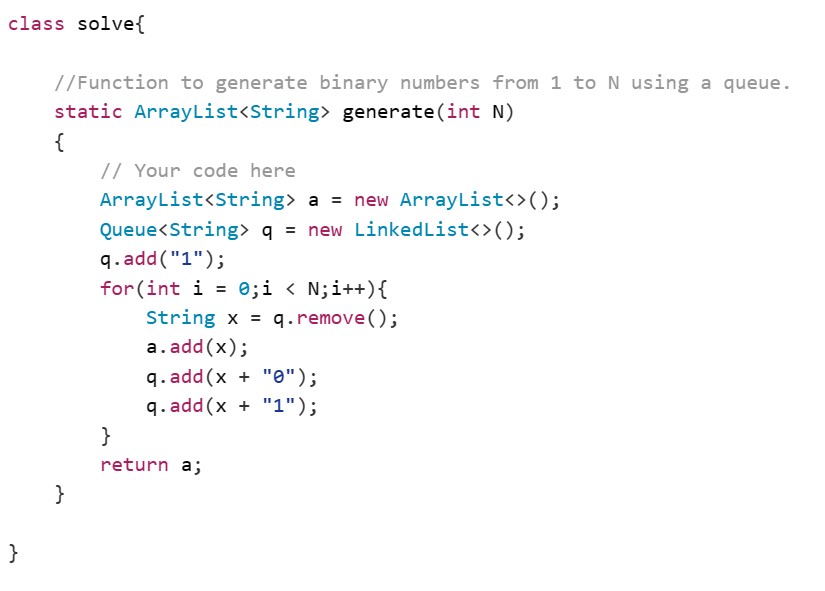 class solve{
    //Function to generate binary numbers from 1 to N using a queue.
    static ArrayList<String> generate(int N)
    {
        // Your code here
        ArrayList<String> a = new ArrayList<>();
        Queue<String> q = new LinkedList<>();
        q.add("1");
        for(int i = 0;i < N;i++){
            String x = q.remove();
            a.add(x);
            q.add(x + "0");
            q.add(x + "1");
        }
        return a;
    }
}